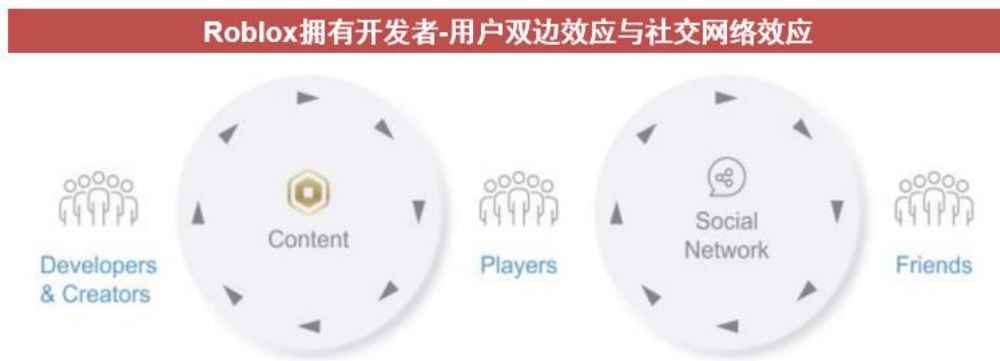 Roblox拥有开发者-用户双边效应与社交网络效应
Developers
& Creators
Content
Players
Social
Network
Friends